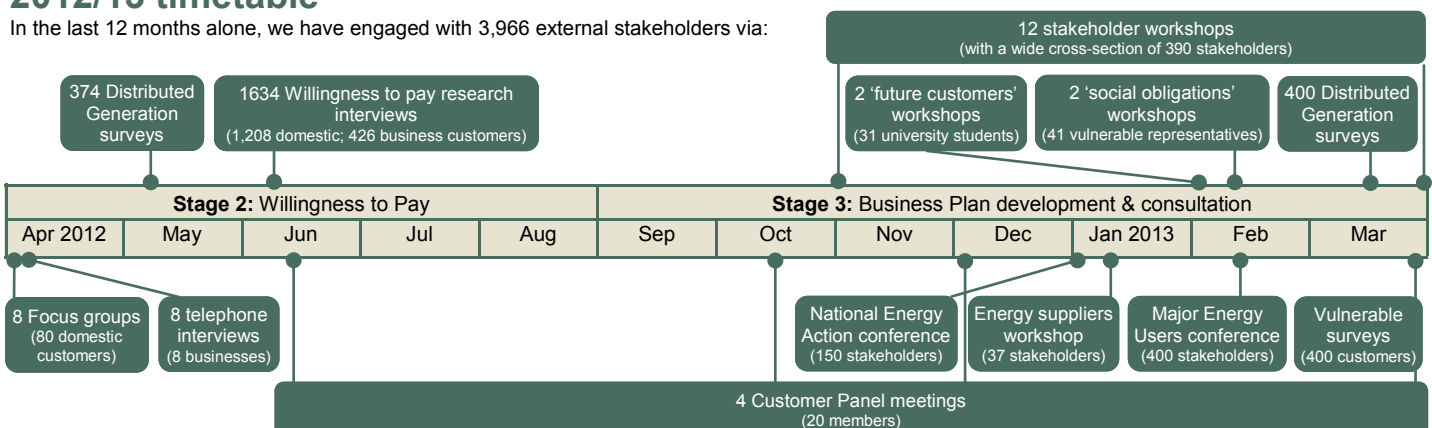 2012/13 timetable
In the last 12 months alone, we have engaged with 3,966 external stakeholders via:
12 stakeholder workshops
(with a wide cross-section of 390 stakeholders)
374 Distributed
Generation
surveys
1634 Willingness to pay research
interviews
(1,208 domestic; 426 business customers)
2 ‘future customers’
workshops
(31 university students)
2 ‘social obligations’
workshops
(41 vulnerable representatives)
400 Distributed
Generation
surveys
Stage 2: Willingness to Pay
Stage 3: Business Plan development & consultation
Apr 2012 May Jun Jul Aug Sep Oct Nov Dec Jan 2013 Feb Mar
8 Focus groups
(80 domestic
customers)
8 telephone
interviews
(8 businesses)
National Energy
Action conference
(150 stakeholders)
Energy suppliers
workshop
(37 stakeholders)
Major Energy
Users conference
(400 stakeholders)
Vulnerable
surveys
(400 customers)
4 Customer Panel meetings
(20 members)